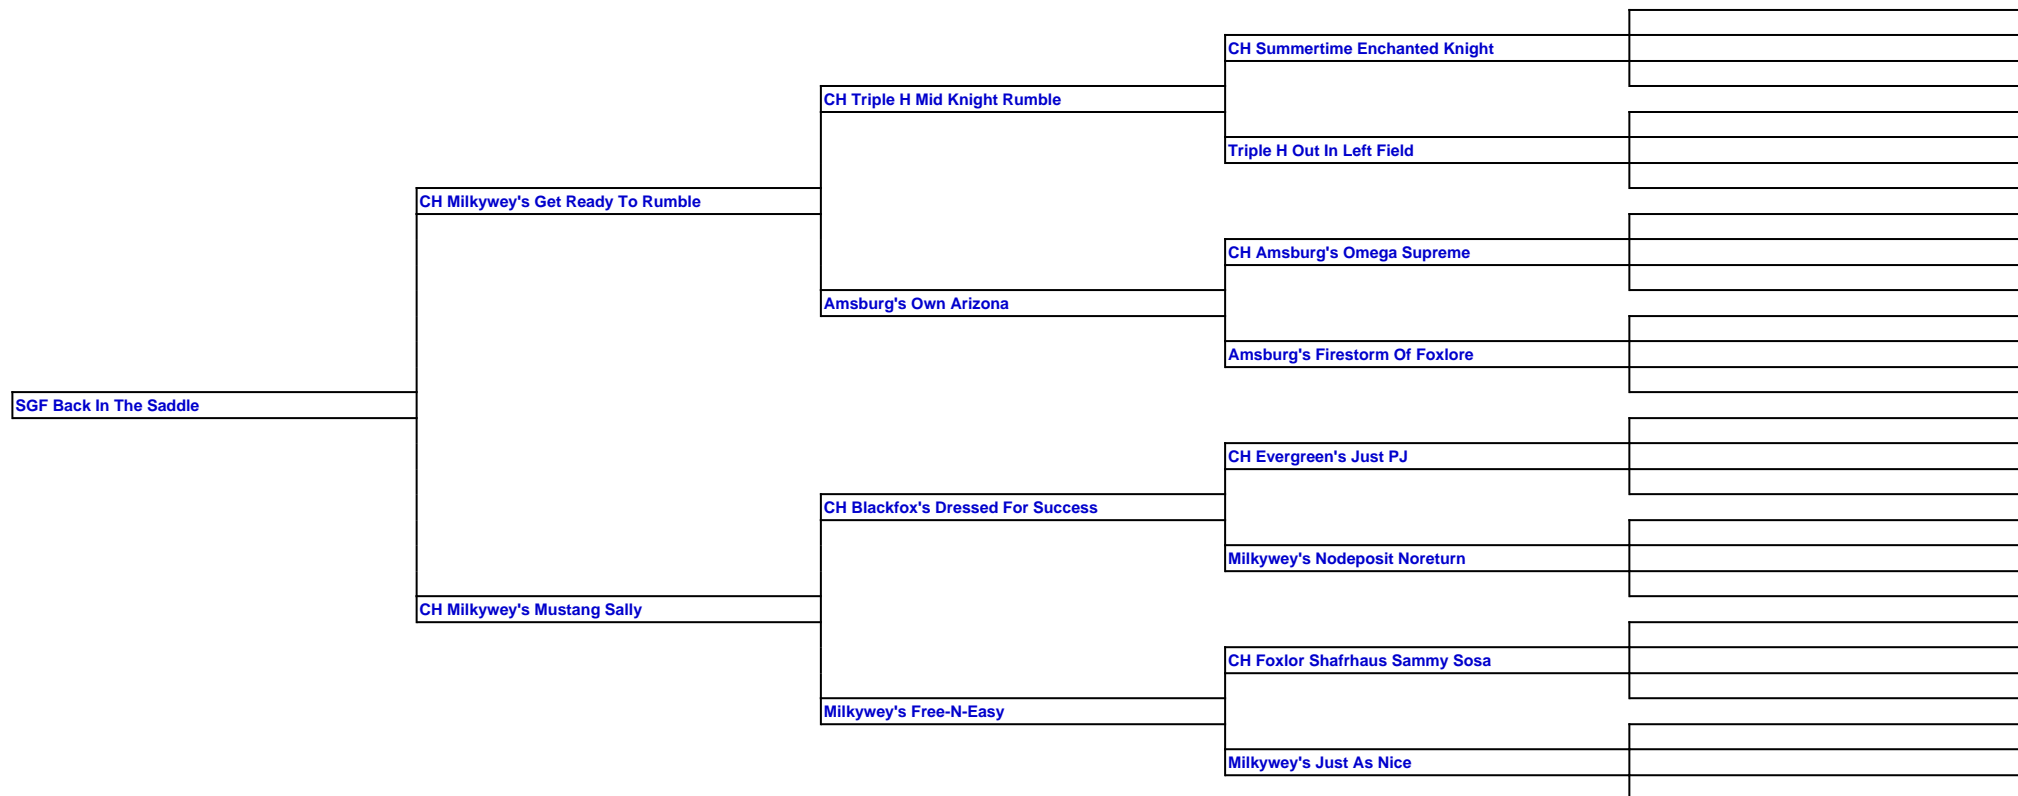 CH Summertime Enchanted Knight
CH Triple H Mid Knight Rumble
Triple H Out In Left Field
CH Milkywey's Get Ready To Rumble
CH Amsburg's Omega Supreme
Amsburg's Own Arizona
Amsburg's Firestorm Of Foxlore
SGF Back In The Saddle
CH Evergreen's Just PJ
CH Blackfox's Dressed For Success
Milkywey's Nodeposit Noreturn
CH Milkywey's Mustang Sally
CH Foxlor Shafrhaus Sammy Sosa
Milkywey's Free-N-Easy
Milkywey's Just As Nice